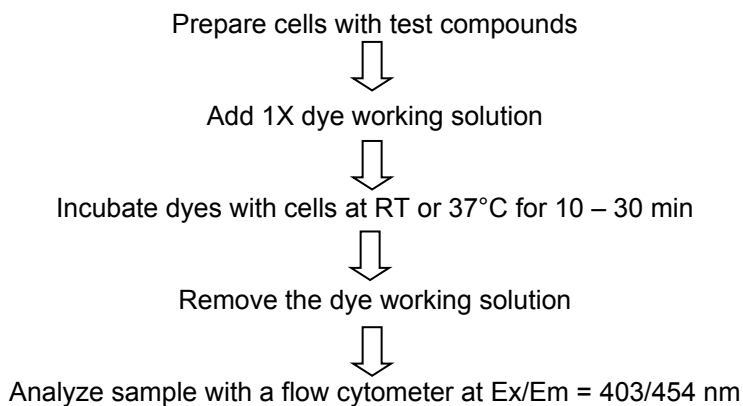 Prepare cells with test compounds
Add 1X dye working solution
Incubate dyes with cells at RT or 37°C for 10 – 30 min
Remove the dye working solution
Analyze sample with a flow cytometer at Ex/Em = 403/454 nm